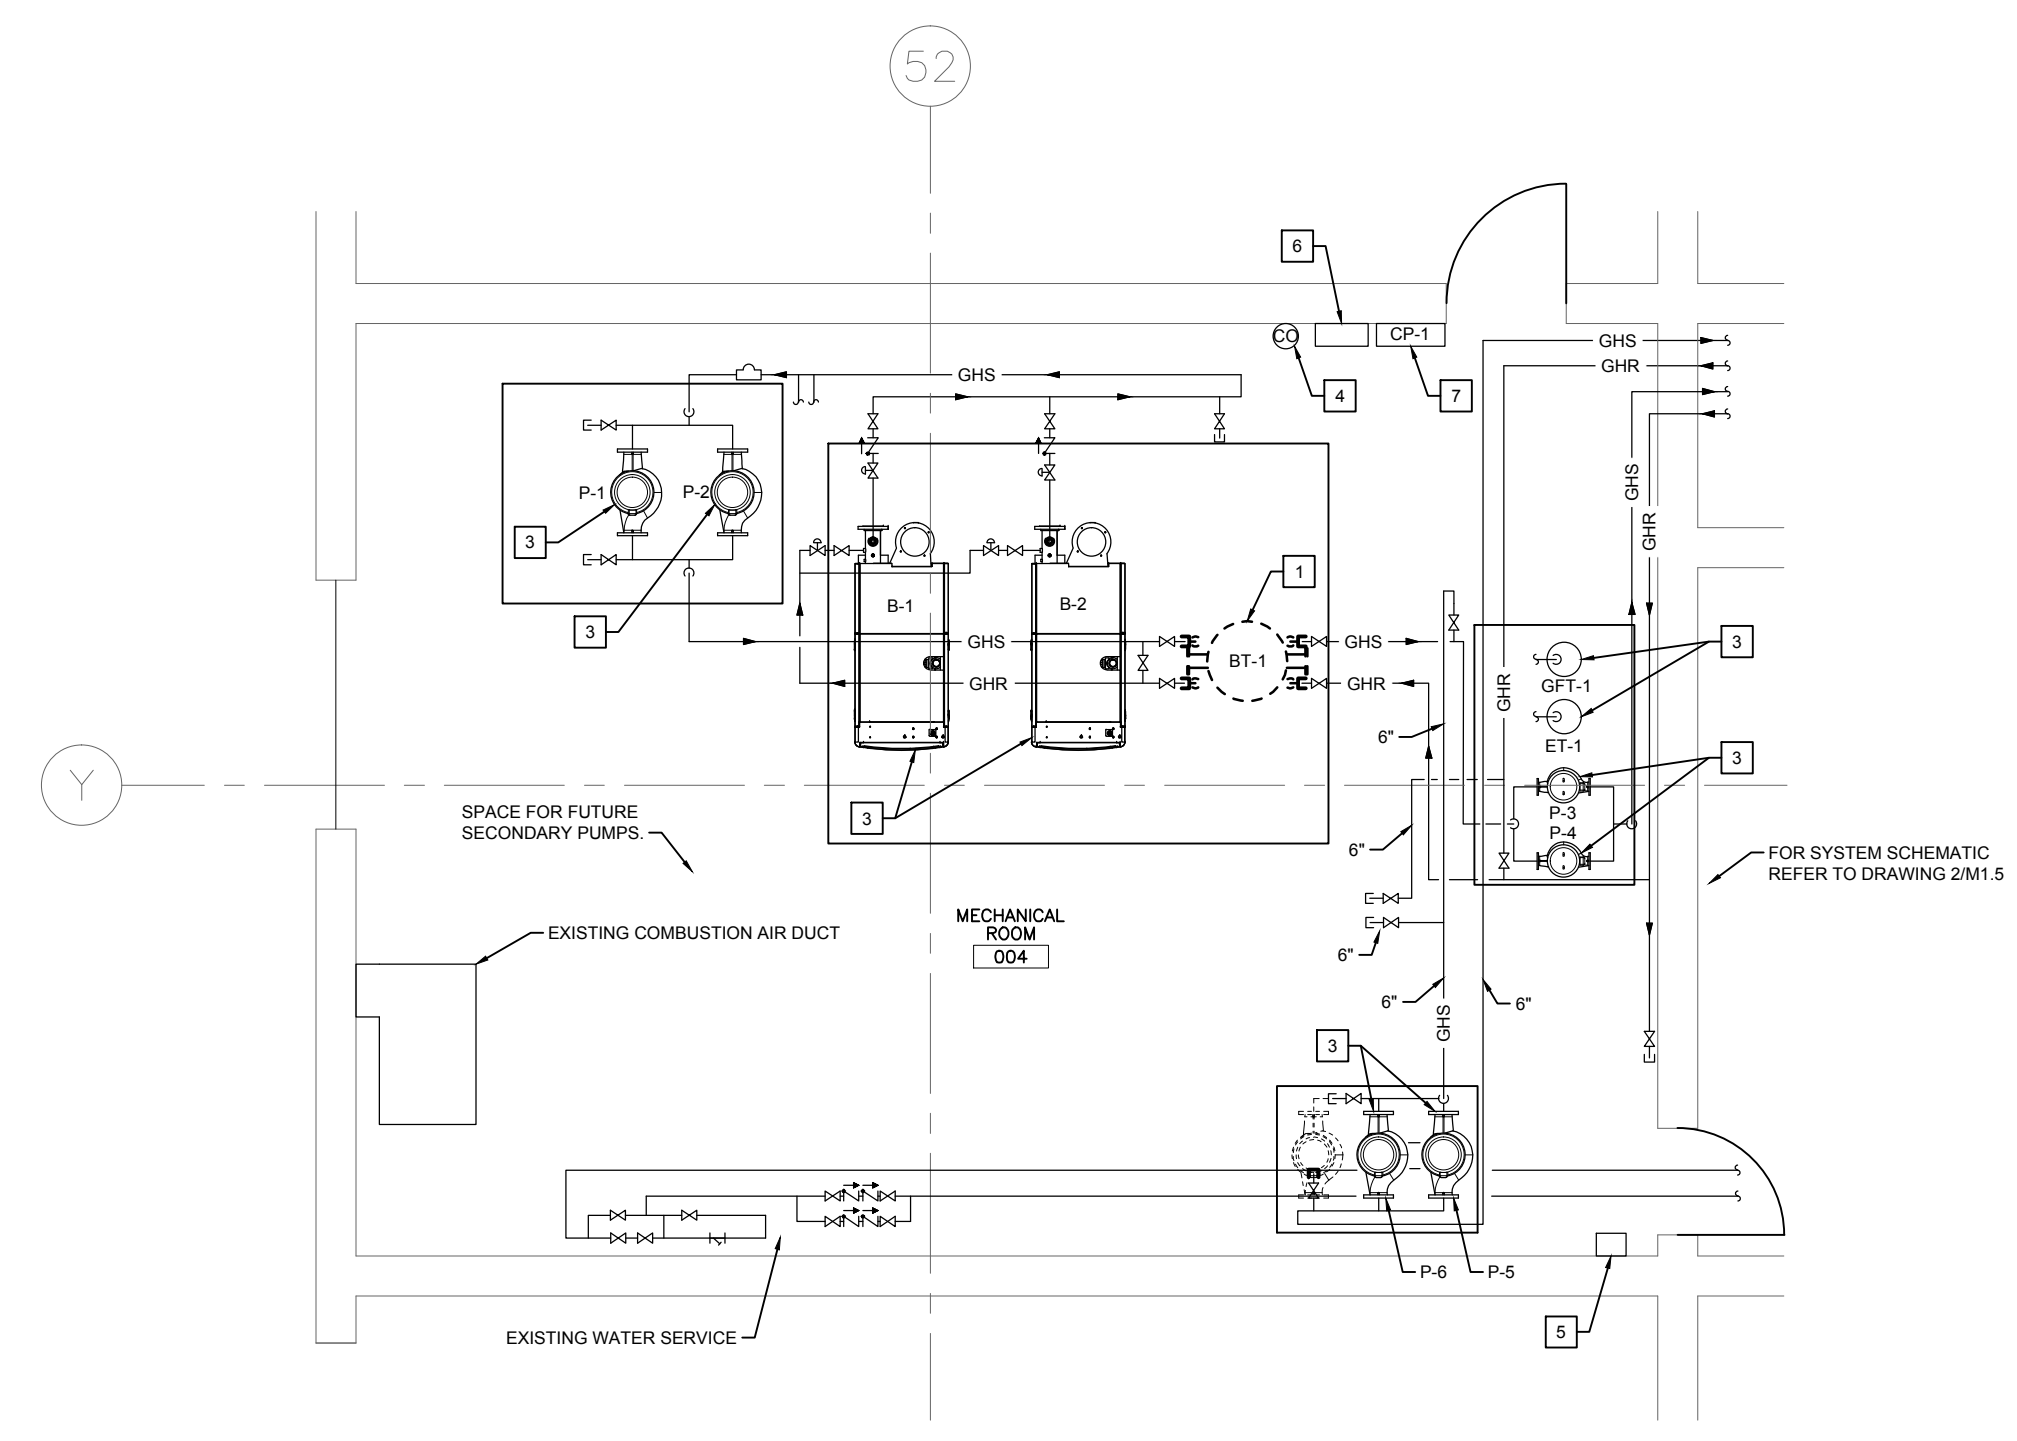 52
6
CO
CP-1
GHS
GHR
GHS
4
7
P-1
P-2
3
GHS
GHR
3
1
B-1
B-2
GHS
BT-1
GHS
3
GHR
GHR
GHR
GFT-1
6"
ET-1
3
Y
3
SPACE FOR FUTURE
SECONDARY PUMPS.
P-3
P-4
6"
FOR SYSTEM SCHEMATIC
REFER TO DRAWING 2/M1.5
MECHANICAL
ROOM
004
EXISTING COMBUSTION AIR DUCT
6"
6"
6"
GHS
3
P-6
P-5
EXISTING WATER SERVICE
5